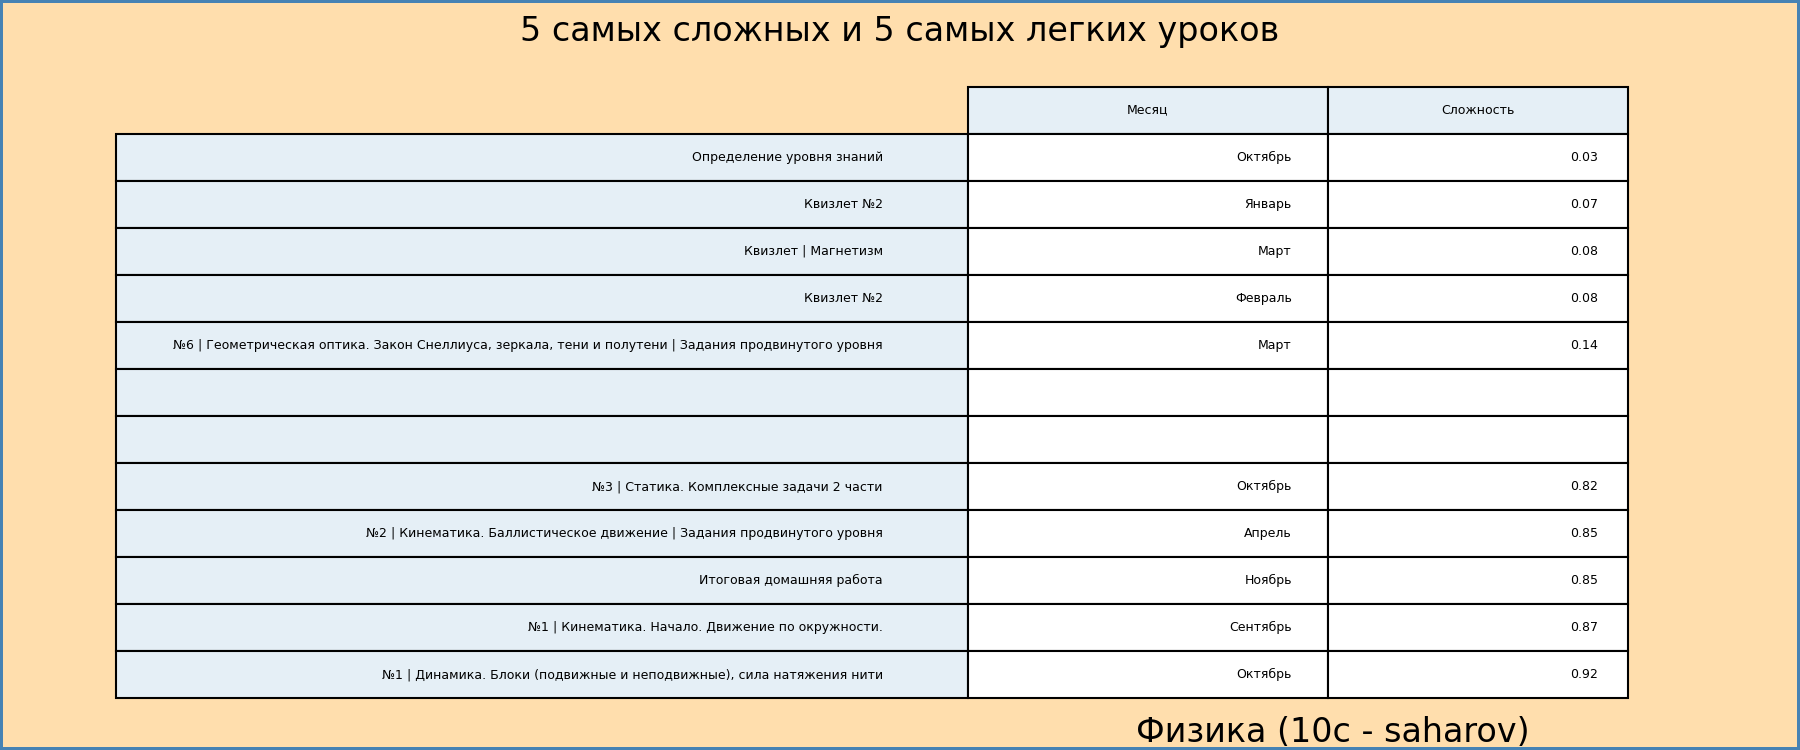 5 самых сложных и 5 самых легких уроков
Месяц Сложность
Определение уровня знаний Октябрь 0.03
Квизлет №2 Январь 0.07
Квизлет | Магнетизм Март 0.08
Квизлет №2 Февраль 0.08
№6 | Геометрическая оптика. Закон Снеллиуса, зеркала, тени и полутени | Задания продвинутого уровня Март 0.14
№3 | Статика. Комплексные задачи 2 части Октябрь 0.82
№2 | Кинематика. Баллистическое движение | Задания продвинутого уровня Апрель 0.85
Итоговая домашняя работа Ноябрь 0.85
№1 | Кинематика. Начало. Движение по окружности. Сентябрь 0.87
№1 | Динамика. Блоки (подвижные и неподвижные), сила натяжения нити Октябрь 0.92
Физика (10c - saharov)